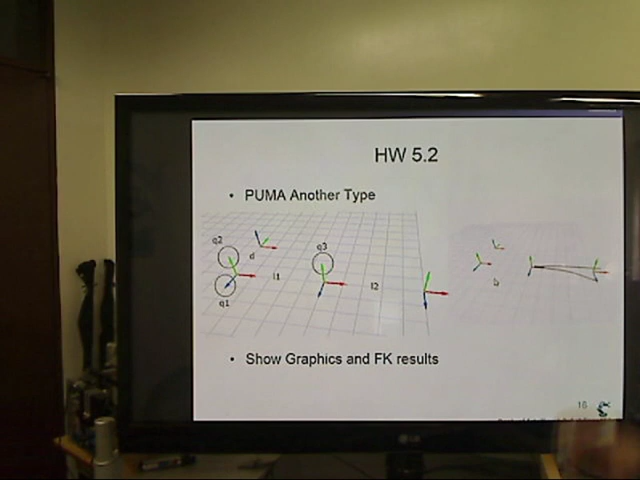 HW 5.2
• PUMA Another Type
q2
d
q3
l1
l2
q1
• Show Graphics and FK results
16
LG